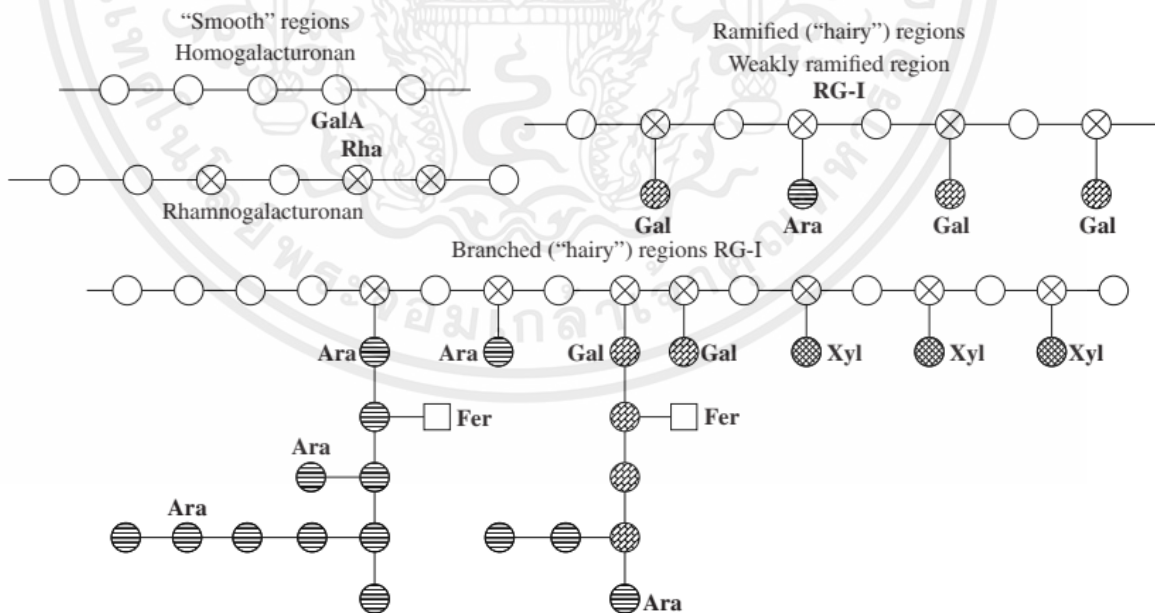 “Smooth” regions
Homogalacturonan
GalA
Rha
Rhamnogalacturonan
Ramified (“hairy”) regions
Weakly ramified region
RG-I
Gal
Ara
Gal
Gal
Branched (“hairy”) regions RG-I
Ara
Ara
Gal
Gal
Xyl
Xyl
Xyl
Fer
Fer
Ara
Ara
Ara